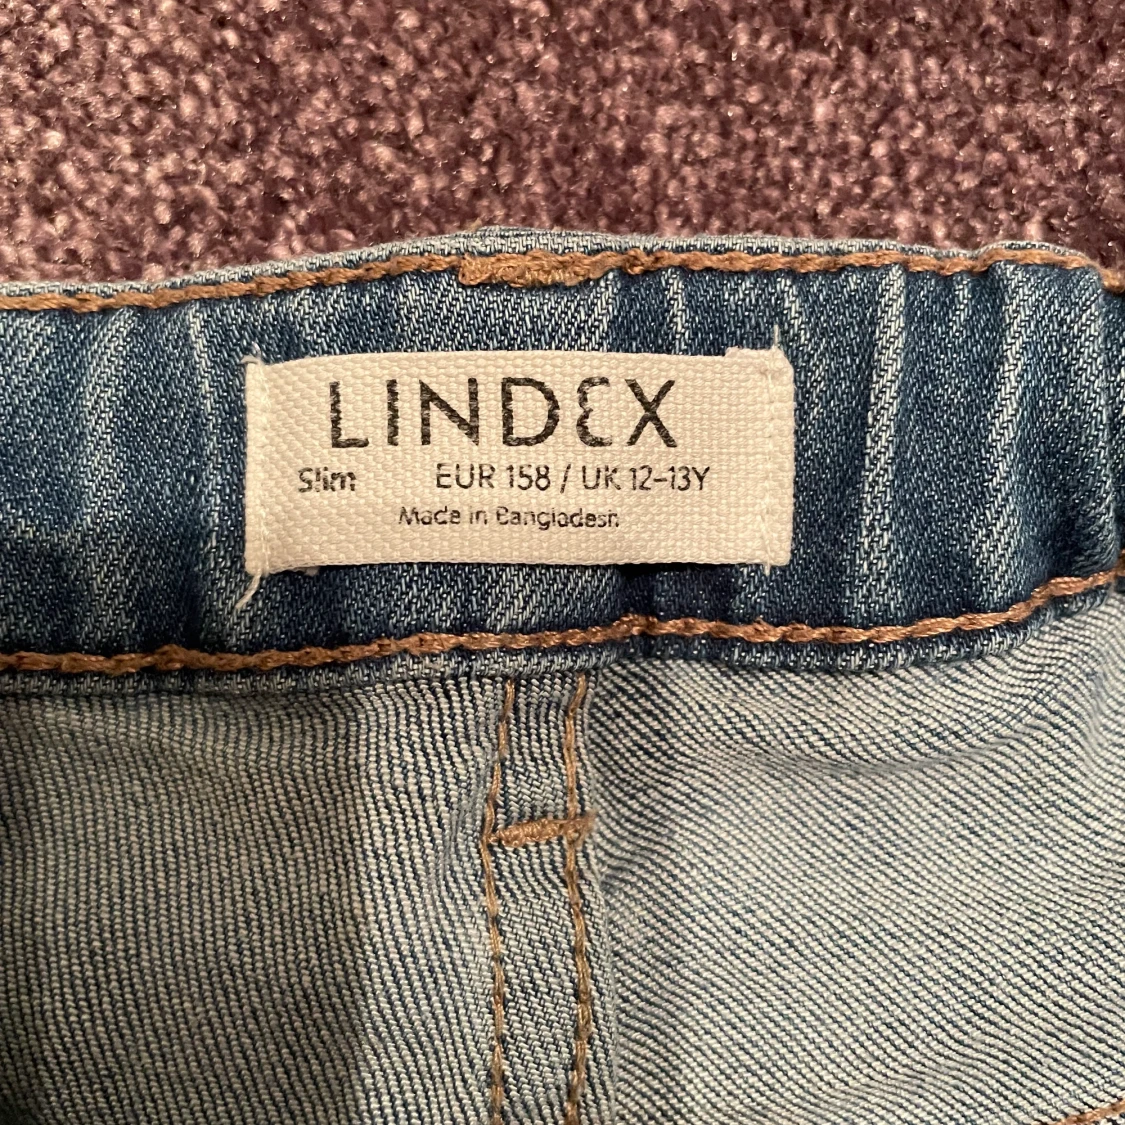 LINDEX
Slim EUR 158 / UK 12-13Y
Made in Bangladesh